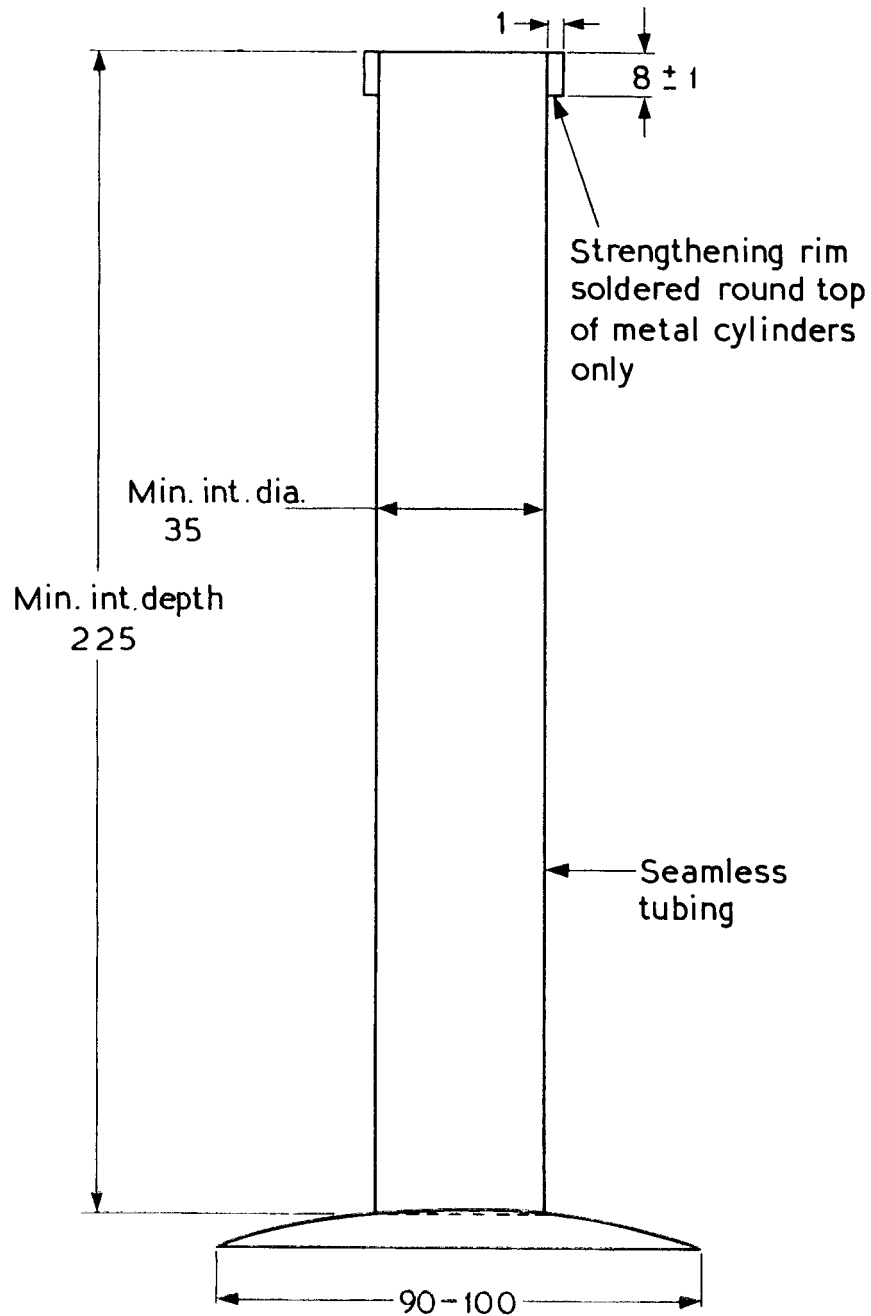 1
8 ± 1
Strengthening rim
soldered round top
of metal cylinders
only
Min. int. dia.
35
Min. int. depth
225
Seamless
tubing
90-100